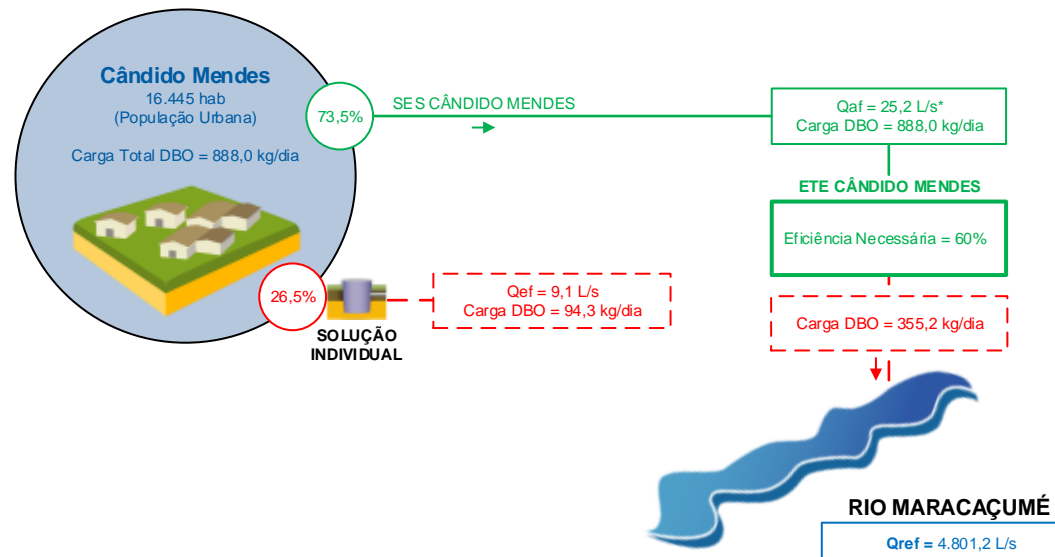 Cândido Mendes
16.445 hab
(População Urbana)
Carga Total DBO = 888,0 kg/dia
73,5%
SES CÂNDIDO MENDES
Qaf = 25,2 L/s*
Carga DBO = 888,0 kg/dia
ETE CÂNDIDO MENDES
Eficiência Necessária = 60%
26,5%
SOLUÇÃO
INDIVIDUAL
Qef = 9,1 L/s
Carga DBO = 94,3 kg/dia
Carga DBO = 355,2 kg/dia
RIO MARACAÇUMÉ
Qref = 4.801,2 L/s